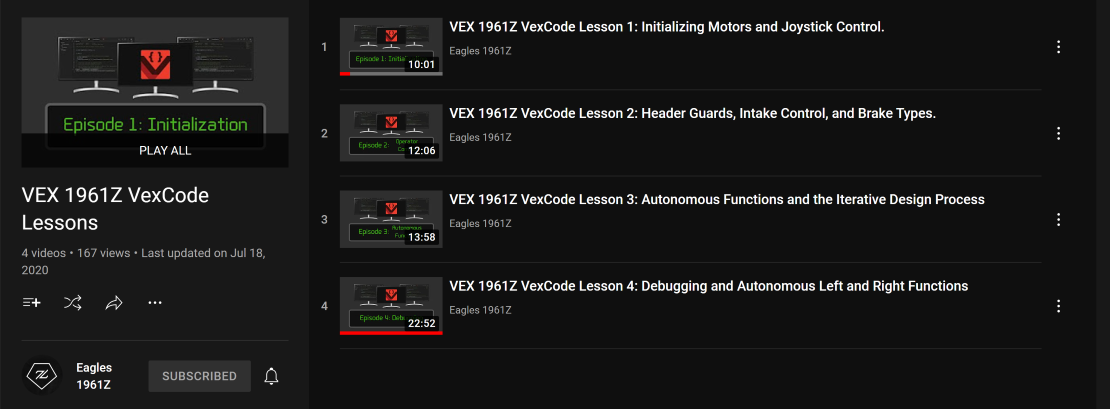 Episode 1: Initialization
PLAY ALL
VEX 1961Z VexCode
Lessons
4 videos • 167 views • Last updated on Jul 18,
2020
Eagles
1961Z
SUBSCRIBED
1
Episode 1: Initia
10:01
VEX 1961Z VexCode Lesson 1: Initializing Motors and Joystick Control.
Eagles 1961Z
2
Episode 2: Operator
Co
12:06
VEX 1961Z VexCode Lesson 2: Header Guards, Intake Control, and Brake Types.
Eagles 1961Z
3
Episode 3: Autonomous
Fun
13:58
VEX 1961Z VexCode Lesson 3: Autonomous Functions and the Iterative Design Process
Eagles 1961Z
4
Episode 4: Deb
22:52
VEX 1961Z VexCode Lesson 4: Debugging and Autonomous Left and Right Functions
Eagles 1961Z